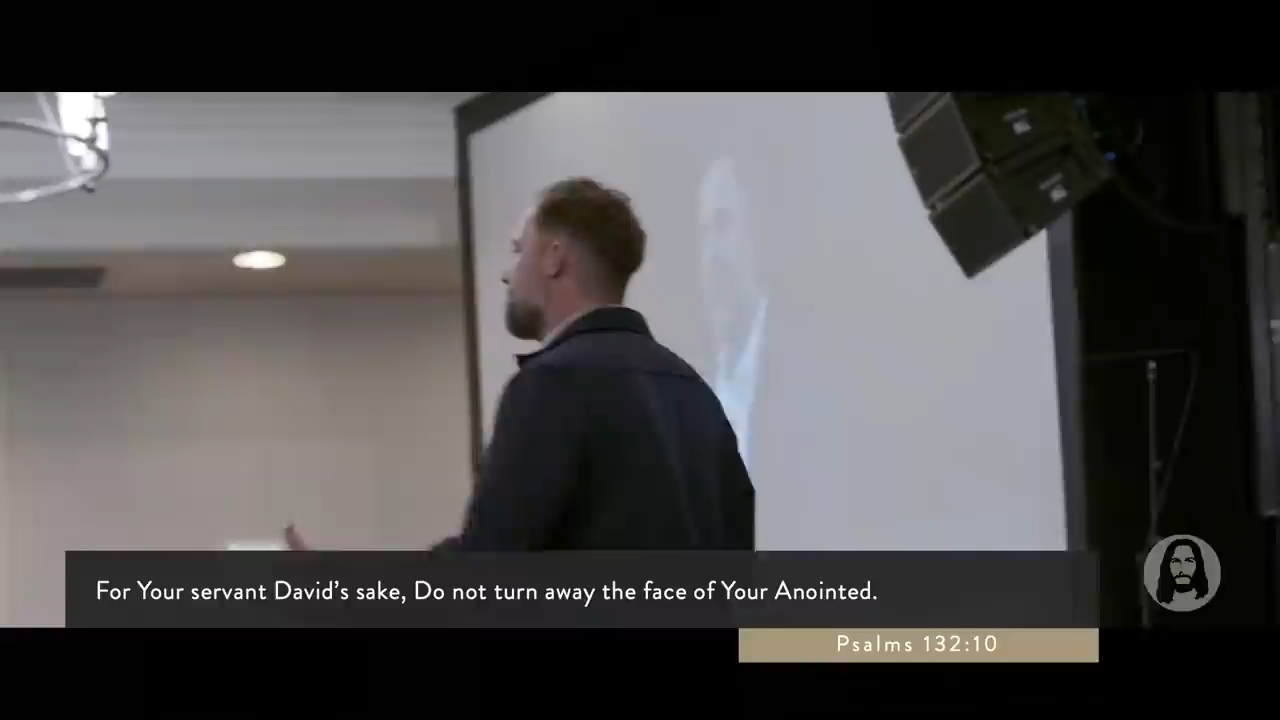 For Your servant David's sake, Do not turn away the face of Your Anointed.
Psalms 132:10